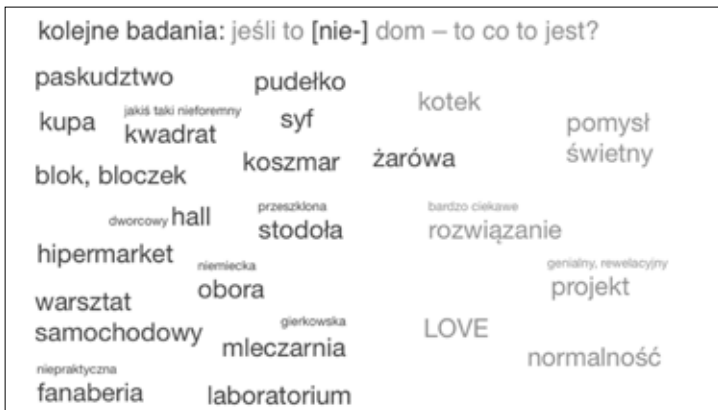 kolejne badania: jeśli to [nie-] dom – to co to jest?
paskudztwo
pudełko
kotek
kupa
jakiś taki nieforemny
kwadrat
syf
pomysł
świetny
blok, bloczek
koszmar
żarówa
dworcowy hall
przeszklona
stodoła
bardzo ciekawe
rozwiązanie
hipermarket
niemiecka
obora
genialny, rewelacyjny
projekt
warsztat
samochodowy
gierkowska
mleczarnia
LOVE
normalność
niepraktyczna
fanaberia
laboratorium